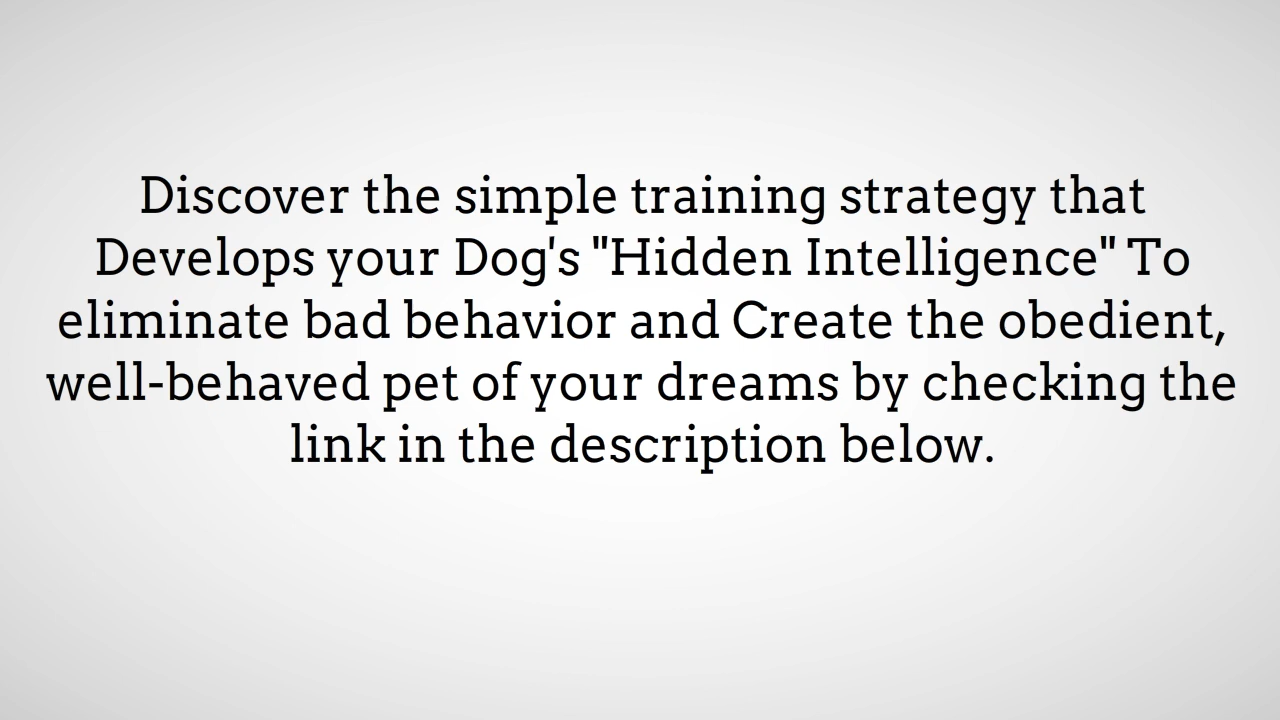 Discover the simple training strategy that
Develops your Dog's "Hidden Intelligence" To
eliminate bad behavior and Create the obedient,
well-behaved pet of your dreams by checking the
link in the description below.